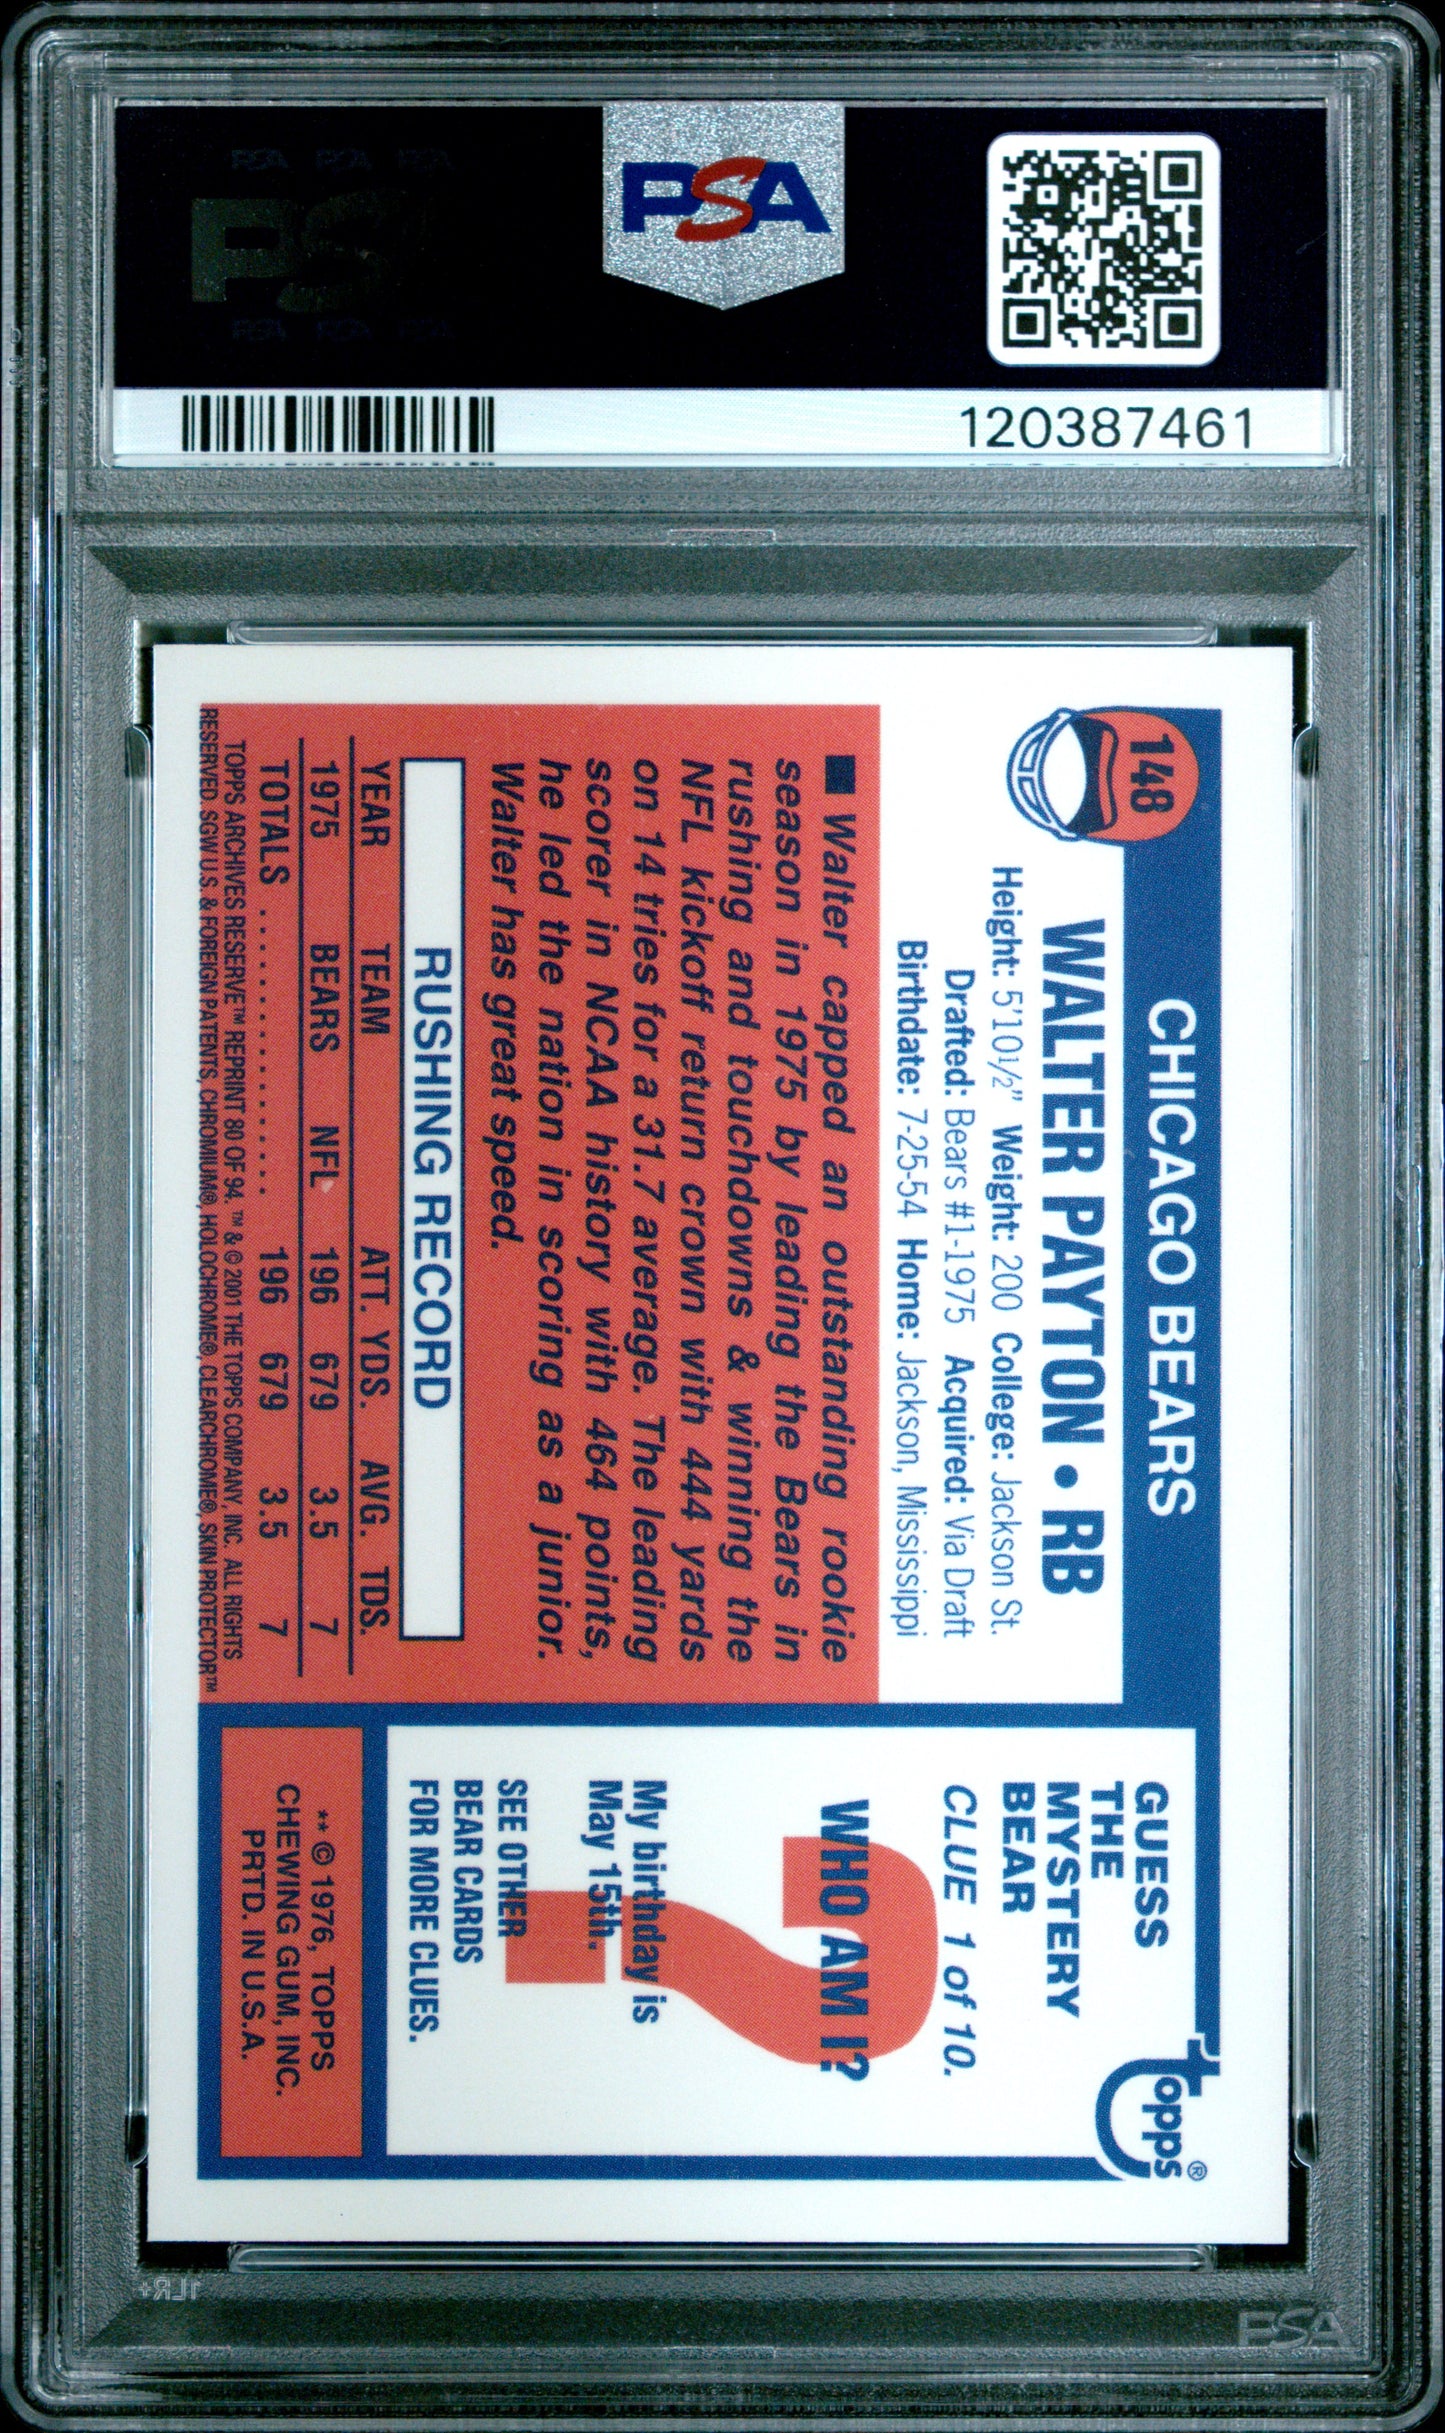 PSA
120387461
148
CHICAGO BEARS
WALTER PAYTON • RB
Height: 5'10½" Weight: 200 College: Jackson St.
Drafted: Bears #1-1975 Acquired: Via Draft
Birthdate: 7-25-54 Home: Jackson, Mississippi
■ Walter capped an outstanding rookie
season in 1975 by leading the Bears in
rushing and touchdowns & winning the
NFL kickoff return crown with 444 yards
on 14 tries for a 31.7 average. The leading
scorer in NCAA history with 464 points,
he led the nation in scoring as a junior.
Walter has great speed.
RUSHING RECORD
YEAR TEAM ATT. YDS. AVG. TDS.
1975 BEARS NFL 196 679 3.5 7
TOTALS .................... 196 679 3.5 7
TOPPS ARCHIVES RESERVE™ REPRINT 80 OF 94 ™ & © 2001 THE TOPPS COMPANY, INC. ALL RIGHTS
RESERVED. SGW U.S. & FOREIGN PATENTS, CHROMIUM®, HOLOCHROME®, CLEARCHROME®, SKIN PROTECTOR™
topps®
GUESS
THE
MYSTERY
BEAR
CLUE 1 of 10.
WHO AM I?
My birthday is
May 15th.
SEE OTHER
BEAR CARDS
FOR MORE CLUES.
** © 1976, TOPPS
CHEWING GUM, INC.
PRTD. IN U.S.A.
1LR+
PSA